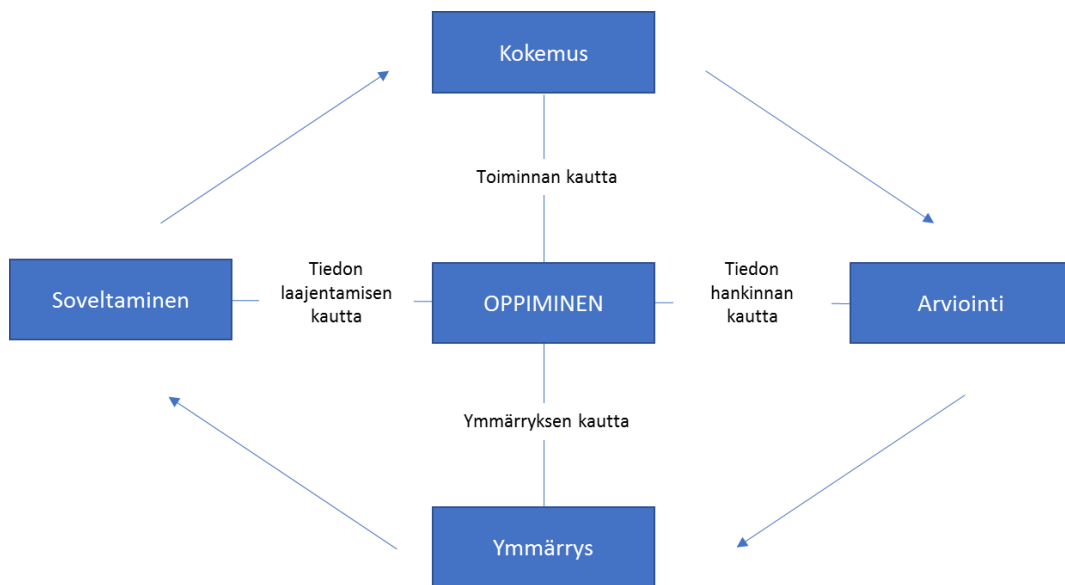 Kokemus
Toiminnan kautta
Soveltaminen
Tiedon
laajentamisen
kautta
OPPIMINEN
Tiedon
hankinnan
kautta
Arviointi
Ymmärryksen kautta
Ymmärrys